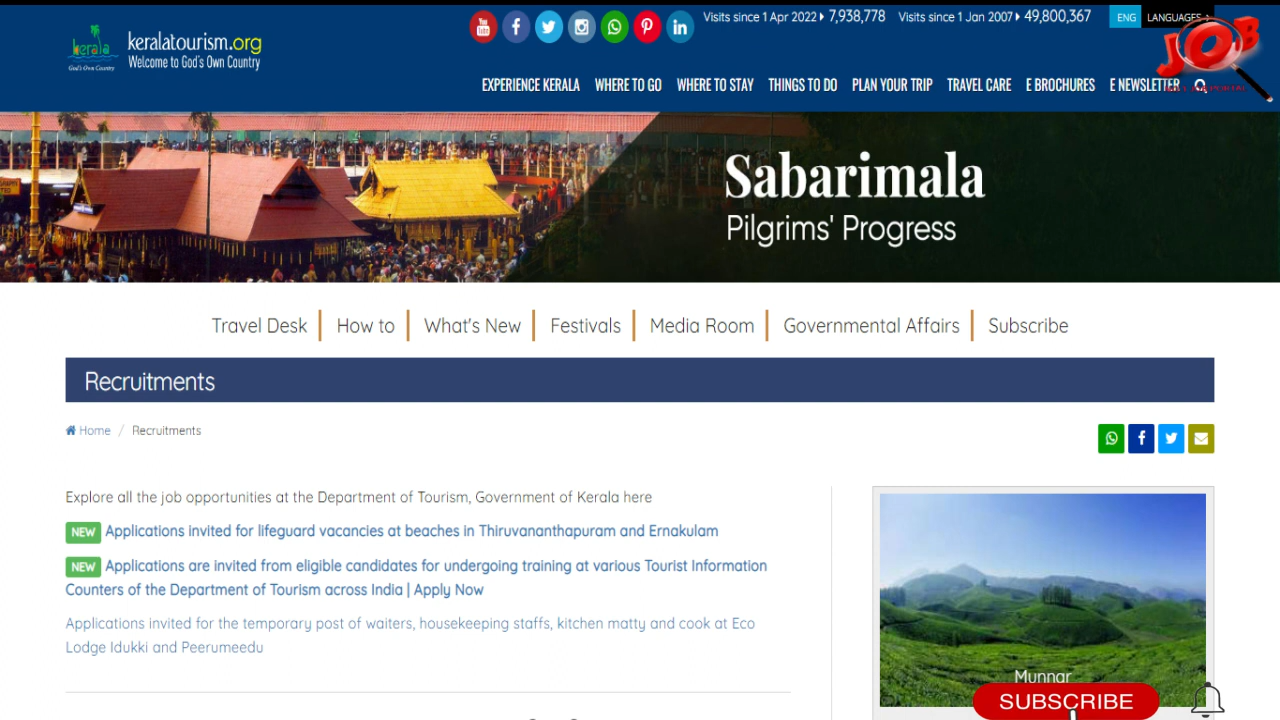 Visits since 1 Apr 2022 7,938,778 Visits since 1 Jan 2007 49,800,367 ENG LANGUAGES
JOB
kerala
God's Own Country
keralatourism.org
Welcome to God's Own Country
EXPERIENCE KERALA WHERE TO GO WHERE TO STAY THINGS TO DO PLAN YOUR TRIP TRAVEL CARE E BROCHURES E NEWSLETTER
Sabarimala
Pilgrims' Progress
Travel Desk How to What's New Festivals Media Room Governmental Affairs Subscribe
Recruitments
Home / Recruitments
Explore all the job opportunities at the Department of Tourism, Government of Kerala here
NEW Applications invited for lifeguard vacancies at beaches in Thiruvananthapuram and Ernakulam
NEW Applications are invited from eligible candidates for undergoing training at various Tourist Information
Counters of the Department of Tourism across India | Apply Now
Applications invited for the temporary post of waiters, housekeeping staffs, kitchen matty and cook at Eco
Lodge Idukki and Peerumeedu
Munnar
SUBSCRIBE